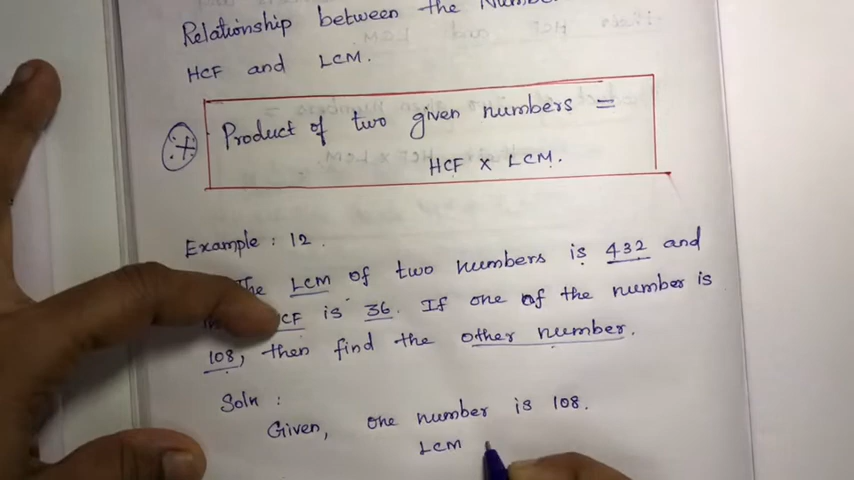 Relationship between the
HCF and LCM.
Product of two given numbers =
HCF x LCM.
Example : 12.
The LCM of two numbers is 432 and
is 36. If one of the number is
108, then find the other number.
Soln :
Given, one number is 108.
LCM